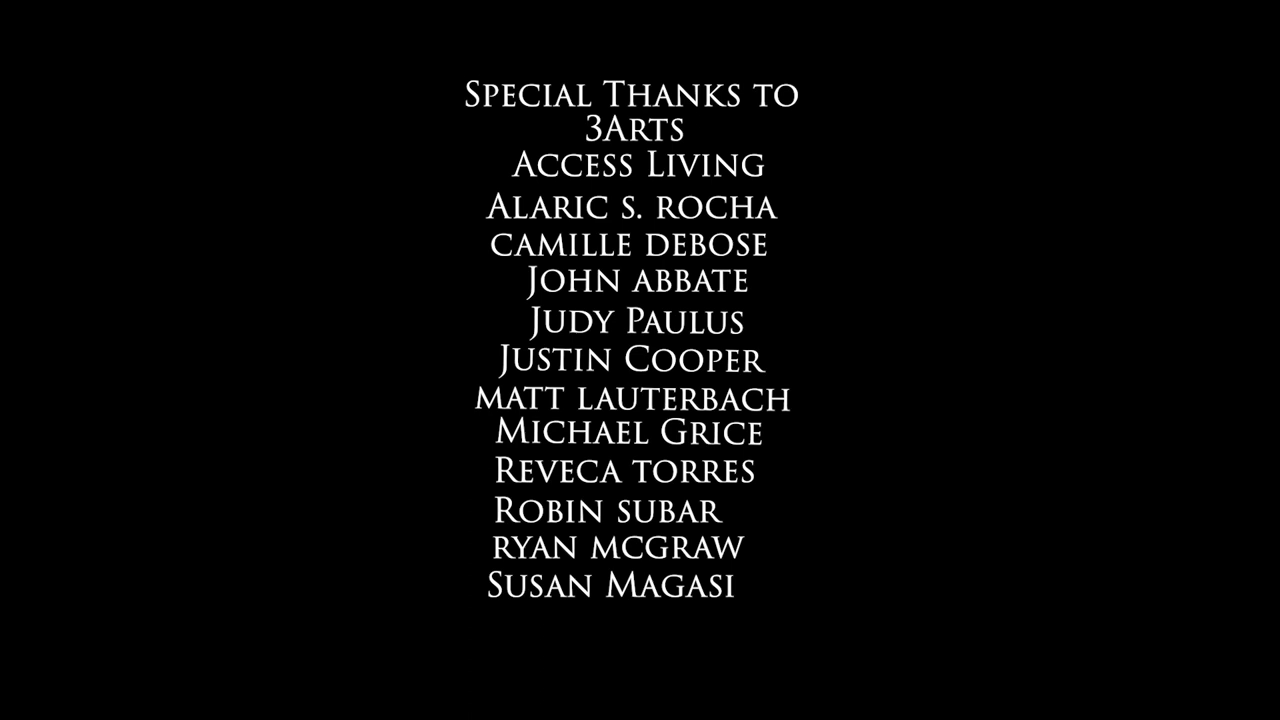 Special Thanks to
3Arts
Access Living
Alaric s. rocha
camille debose
John abbate
Judy Paulus
Justin Cooper
matt lauterbach
Michael Grice
Reveca torres
Robin subar
ryan mcgraw
Susan Magasi